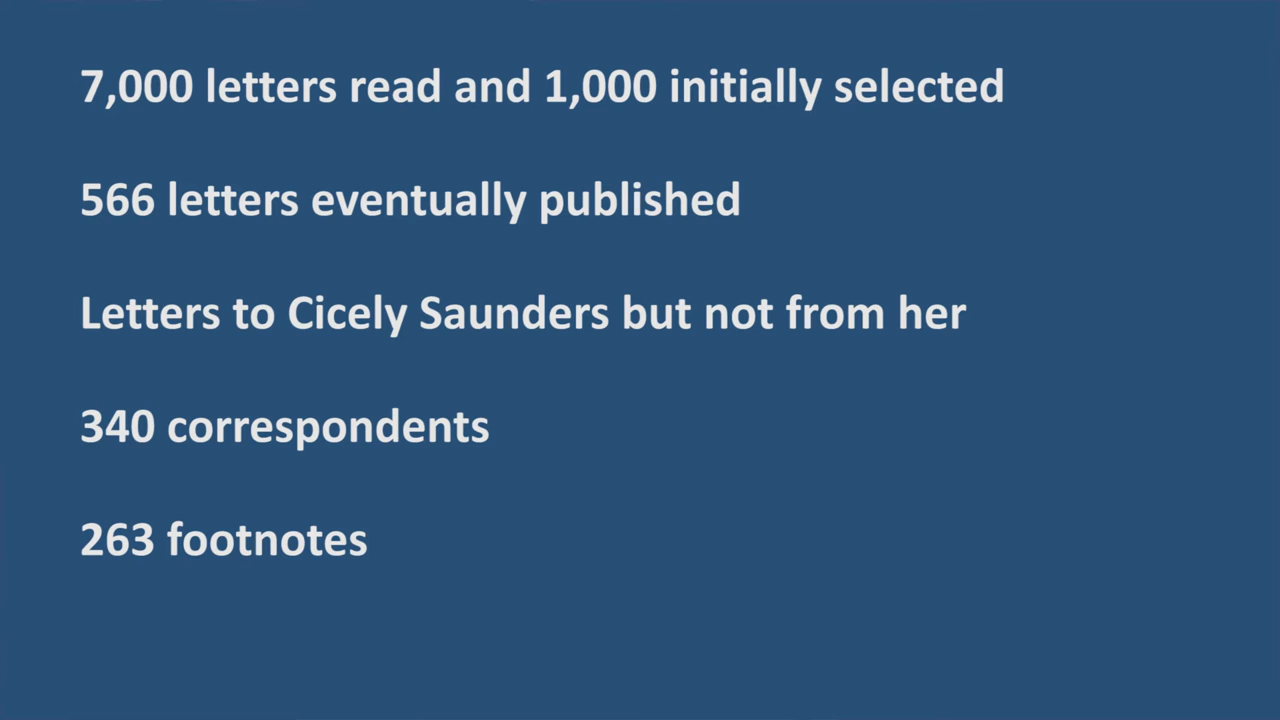 7,000 letters read and 1,000 initially selected
566 letters eventually published
Letters to Cicely Saunders but not from her
340 correspondents
263 footnotes